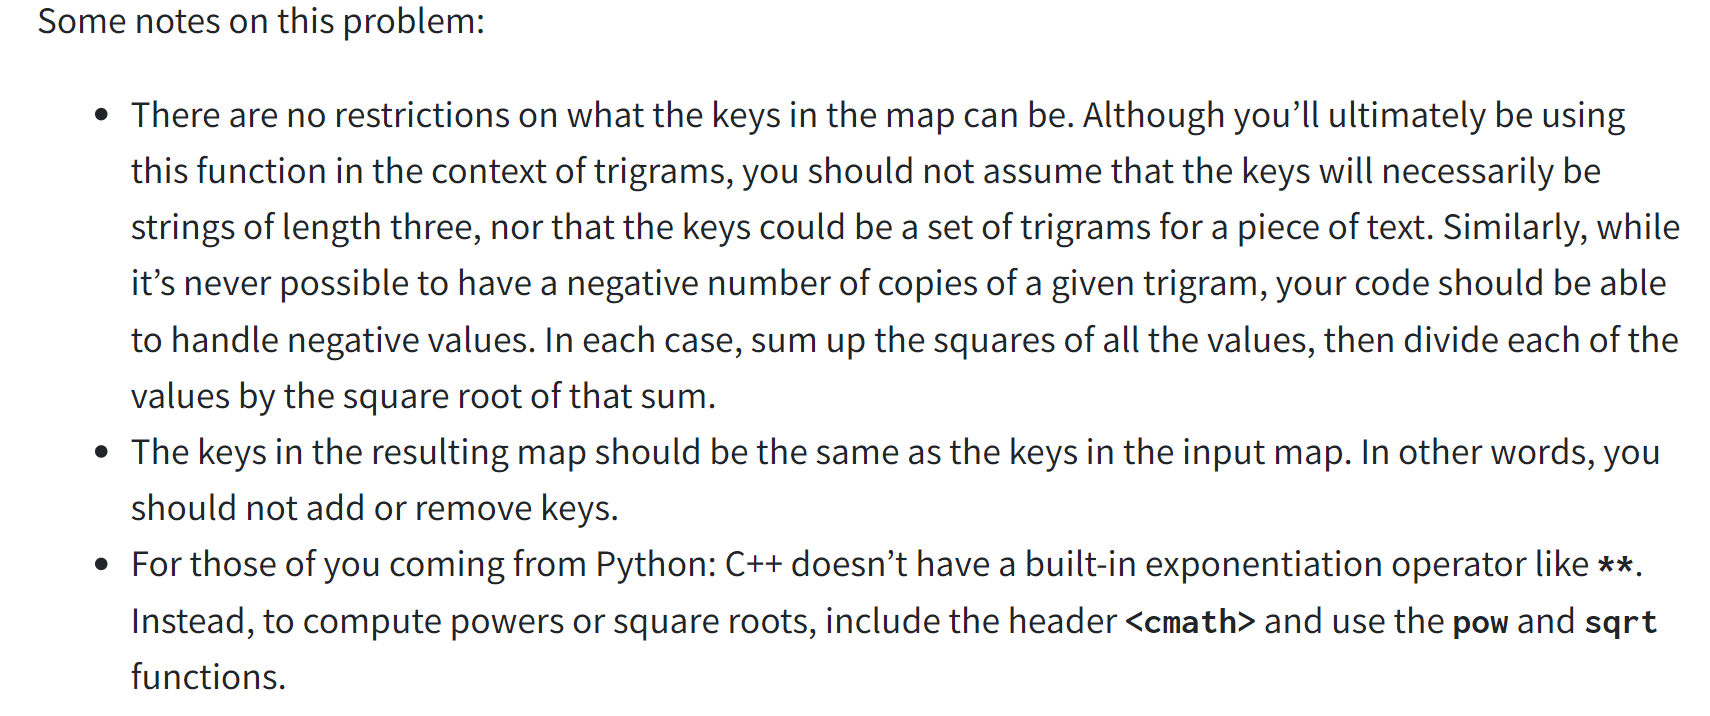 Some notes on this problem:
• There are no restrictions on what the keys in the map can be. Although you’ll ultimately be using
this function in the context of trigrams, you should not assume that the keys will necessarily be
strings of length three, nor that the keys could be a set of trigrams for a piece of text. Similarly, while
it’s never possible to have a negative number of copies of a given trigram, your code should be able
to handle negative values. In each case, sum up the squares of all the values, then divide each of the
values by the square root of that sum.
• The keys in the resulting map should be the same as the keys in the input map. In other words, you
should not add or remove keys.
• For those of you coming from Python: C++ doesn’t have a built-in exponentiation operator like **.
Instead, to compute powers or square roots, include the header <cmath> and use the pow and sqrt
functions.